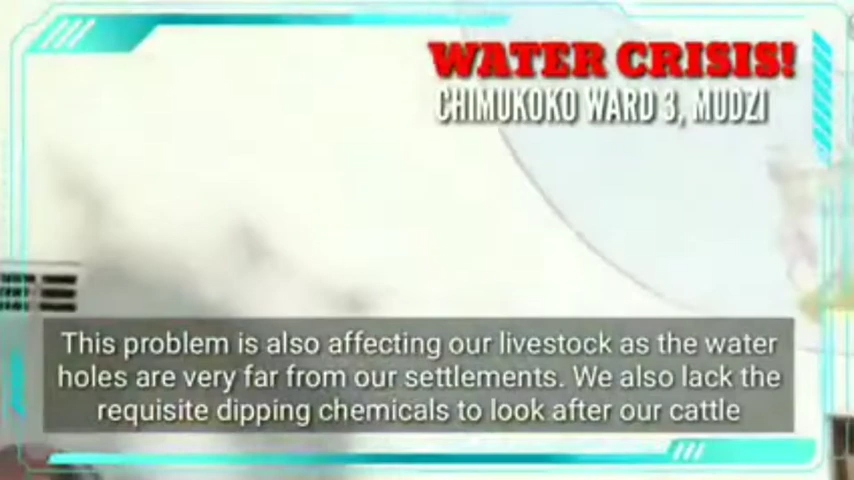 WATER CRISIS!
CHIMUKOKO WARD 3, MUDZI
This problem is also affecting our livestock as the water
holes are very far from our settlements. We also lack the
requisite dipping chemicals to look after our cattle